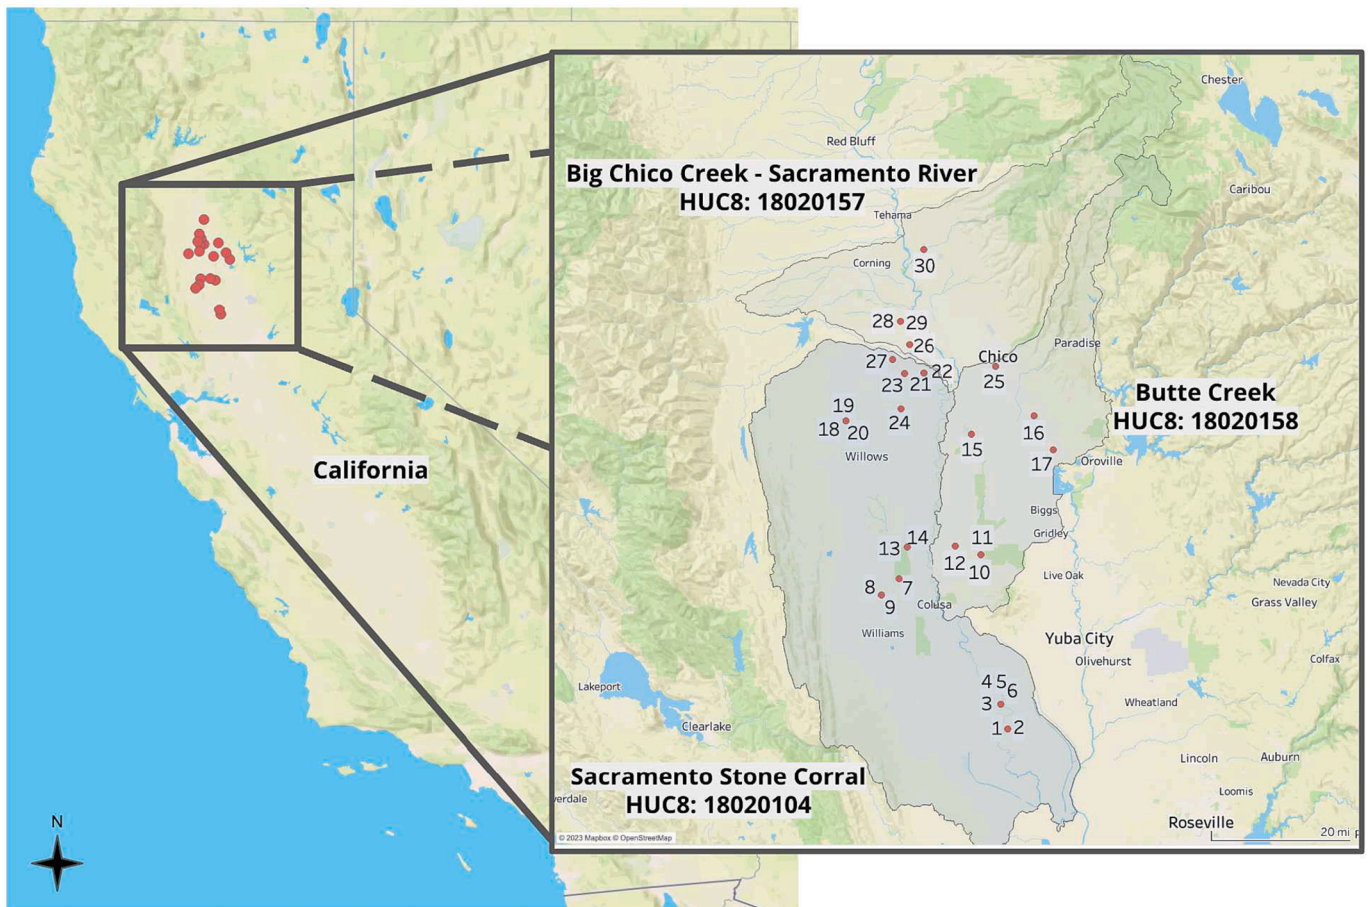 Chester
Red Bluff
Big Chico Creek - Sacramento River
HUC8: 18020157
Caribou
Tehama
Corning
30
28 29
26
Paradise
Chico
27
22
23 21
25
Butte Creek
HUC8: 18020158
19
24
16
18 20
15
Willows
17
Oroville
California
Biggs
Gridley
14
11
13
12
10
Live Oak
8
7
Nevada City
9
Colusa
Grass Valley
Williams
Yuba City
Olivehurst
Colfax
4 5
6
Lakeport
3
Wheatland
Clearlake
1 2
Lincoln
Auburn
Sacramento Stone Corral
HUC8: 18020104
Loomis
verdale
Roseville
N
© 2023 Mapbox © OpenStreetMap
20 mi